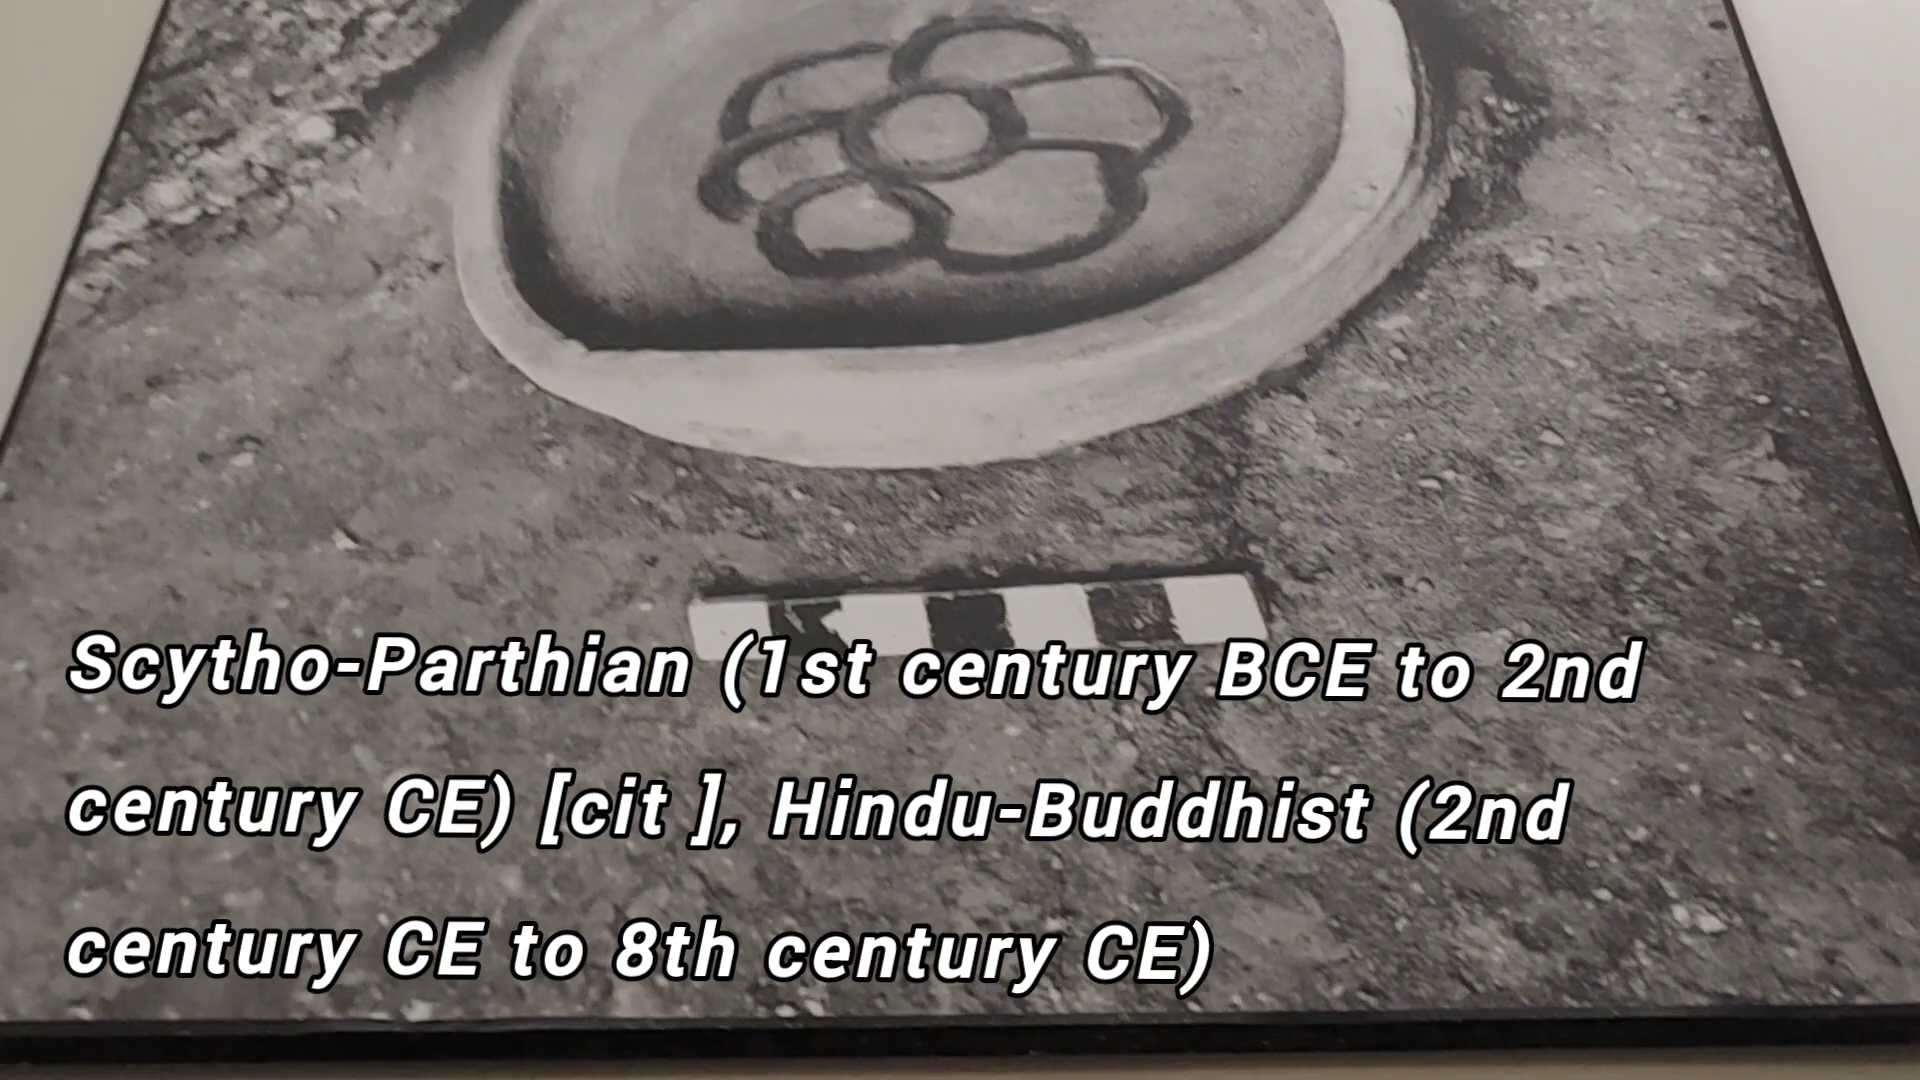 Scytho-Parthian (1st century BCE to 2nd
century CE) [cit ], Hindu-Buddhist (2nd
century CE to 8th century CE)